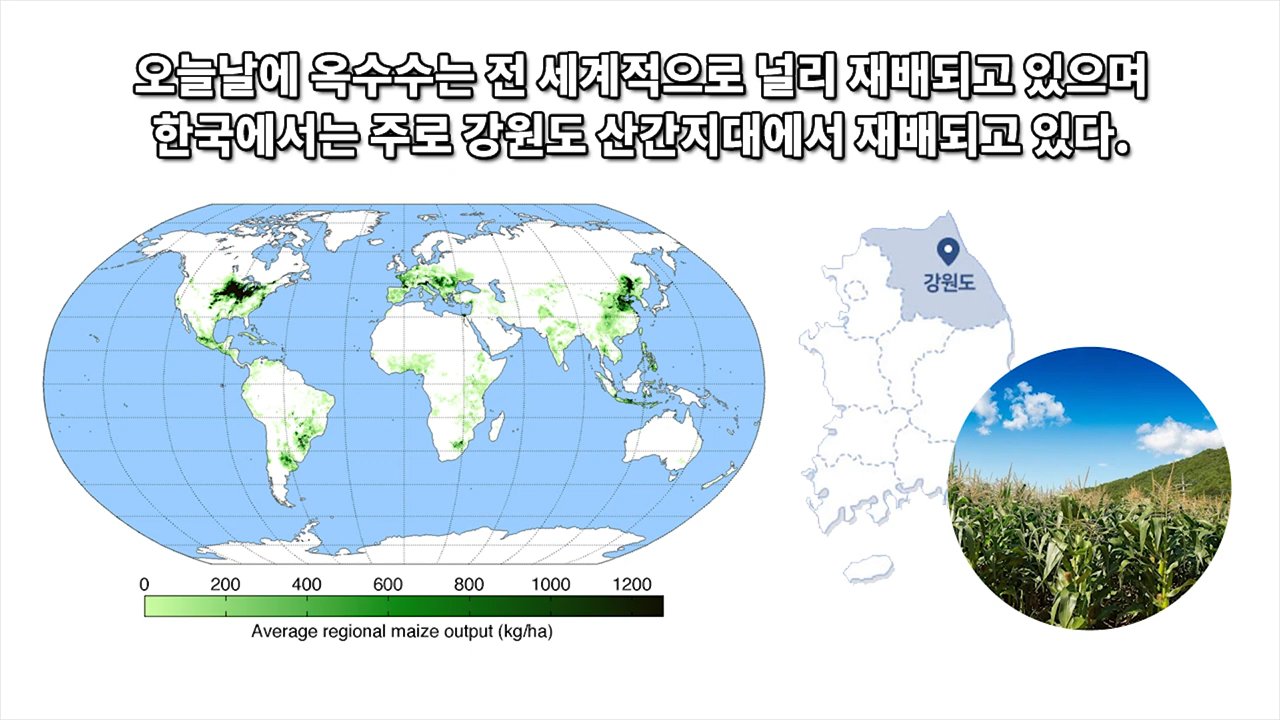 오늘날에 옥수수는 전 세계적으로 널리 재배되고 있으며
한국에서는 주로 강원도 산간지대에서 재배되고 있다.
강원도
0 200 400 600 800 1000 1200
Average regional maize output (kg/ha)